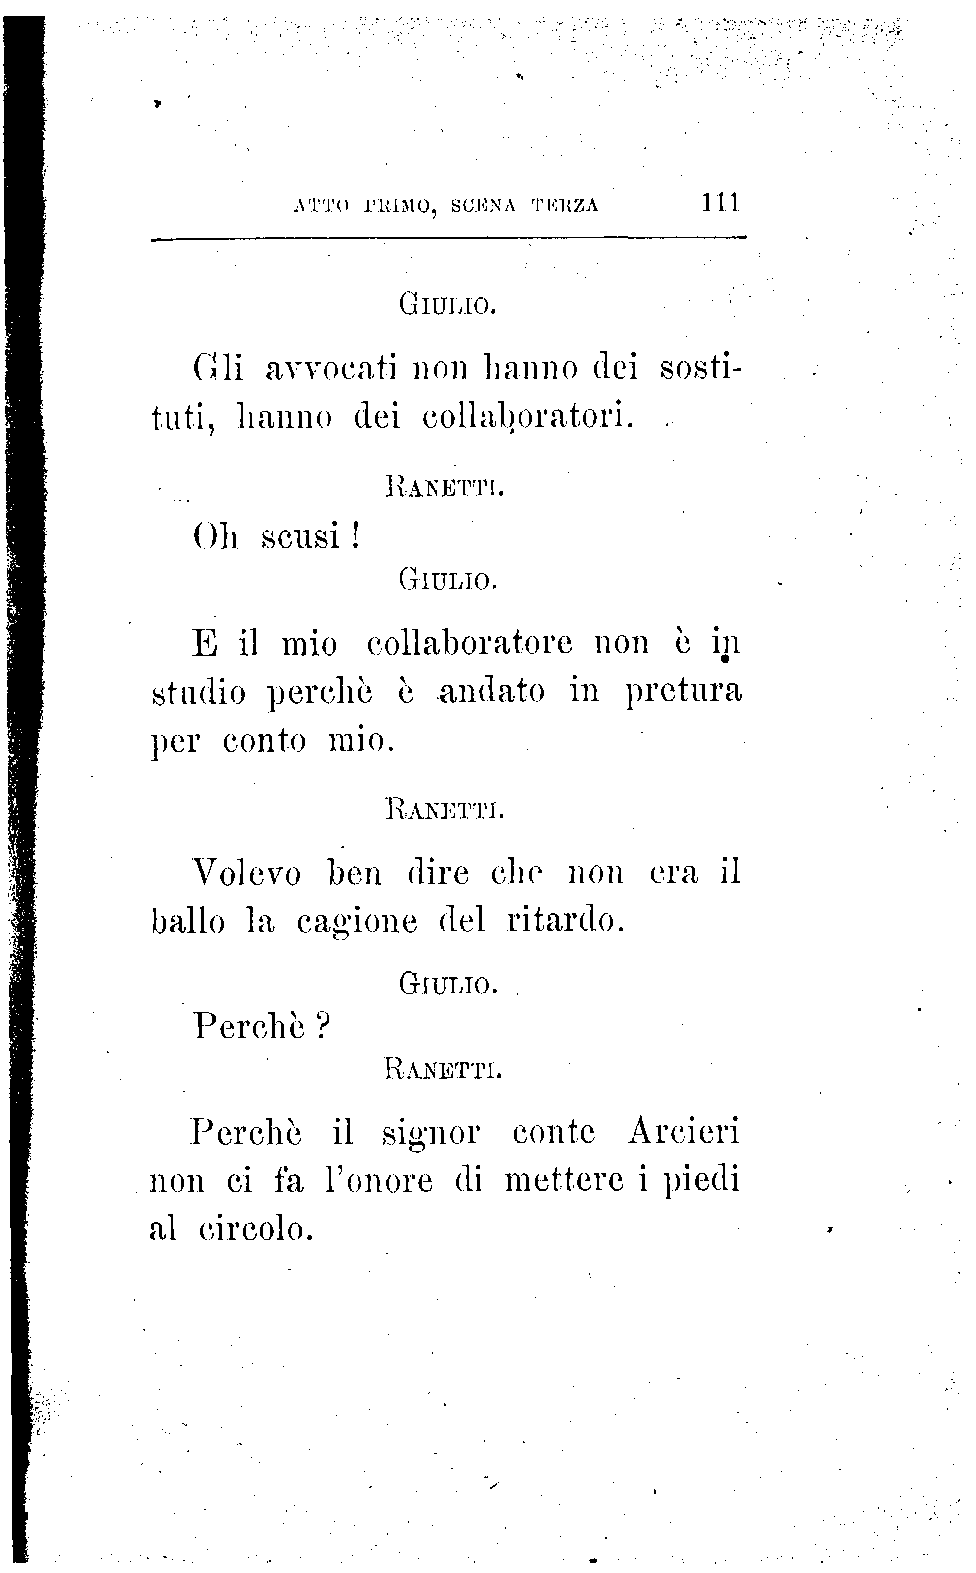 ATTO PRIMO, SCENA TERZA 111
GIULIO.
Gli avvocati non hanno dei sosti-
tuti, hanno dei collaboratori.
RANETTI.
Oh scusi !
GIULIO.
E il mio collaboratore non è in
studio perchè è andato in pretura
per conto mio.
RANETTI.
Volevo ben dire che non era il
ballo la cagione del ritardo.
GIULIO.
Perchè ?
RANETTI.
Perchè il signor conte Arcieri
non ci fa l'onore di mettere i piedi
al circolo.